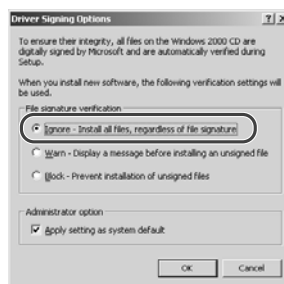 Driver Signing Options
To ensure their integrity, all files on the Windows 2000 CD are
digitally signed by Microsoft and are automatically verified during
Setup.
When you install new software, the following verification settings will
be used.
File signature verification
Ignore - Install all files, regardless of file signature
Warn - Display a message before installing an unsigned file
Block - Prevent installation of unsigned files
Administrator option
Apply setting as system default
OK Cancel